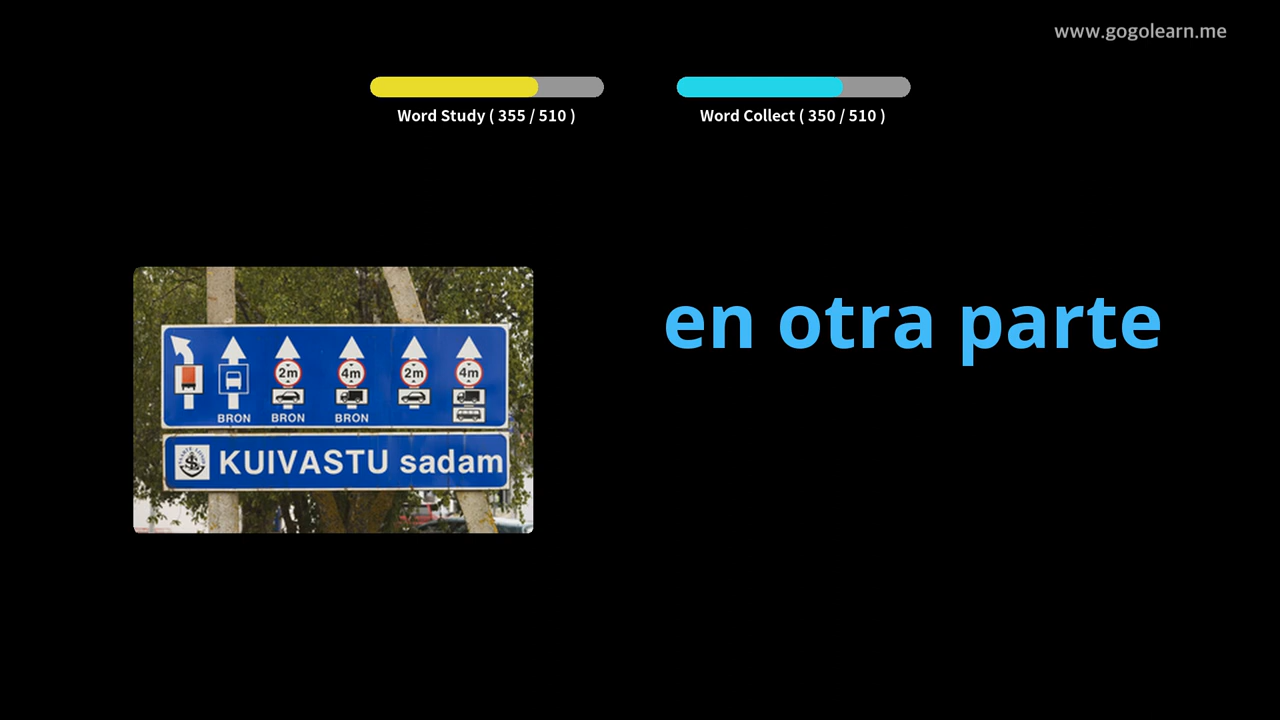 www.gogolearn.me
Word Study ( 355 / 510 )
Word Collect ( 350 / 510 )
en otra parte
2m 4m 2m 4m
BRON BRON BRON
KUIVASTU sadam